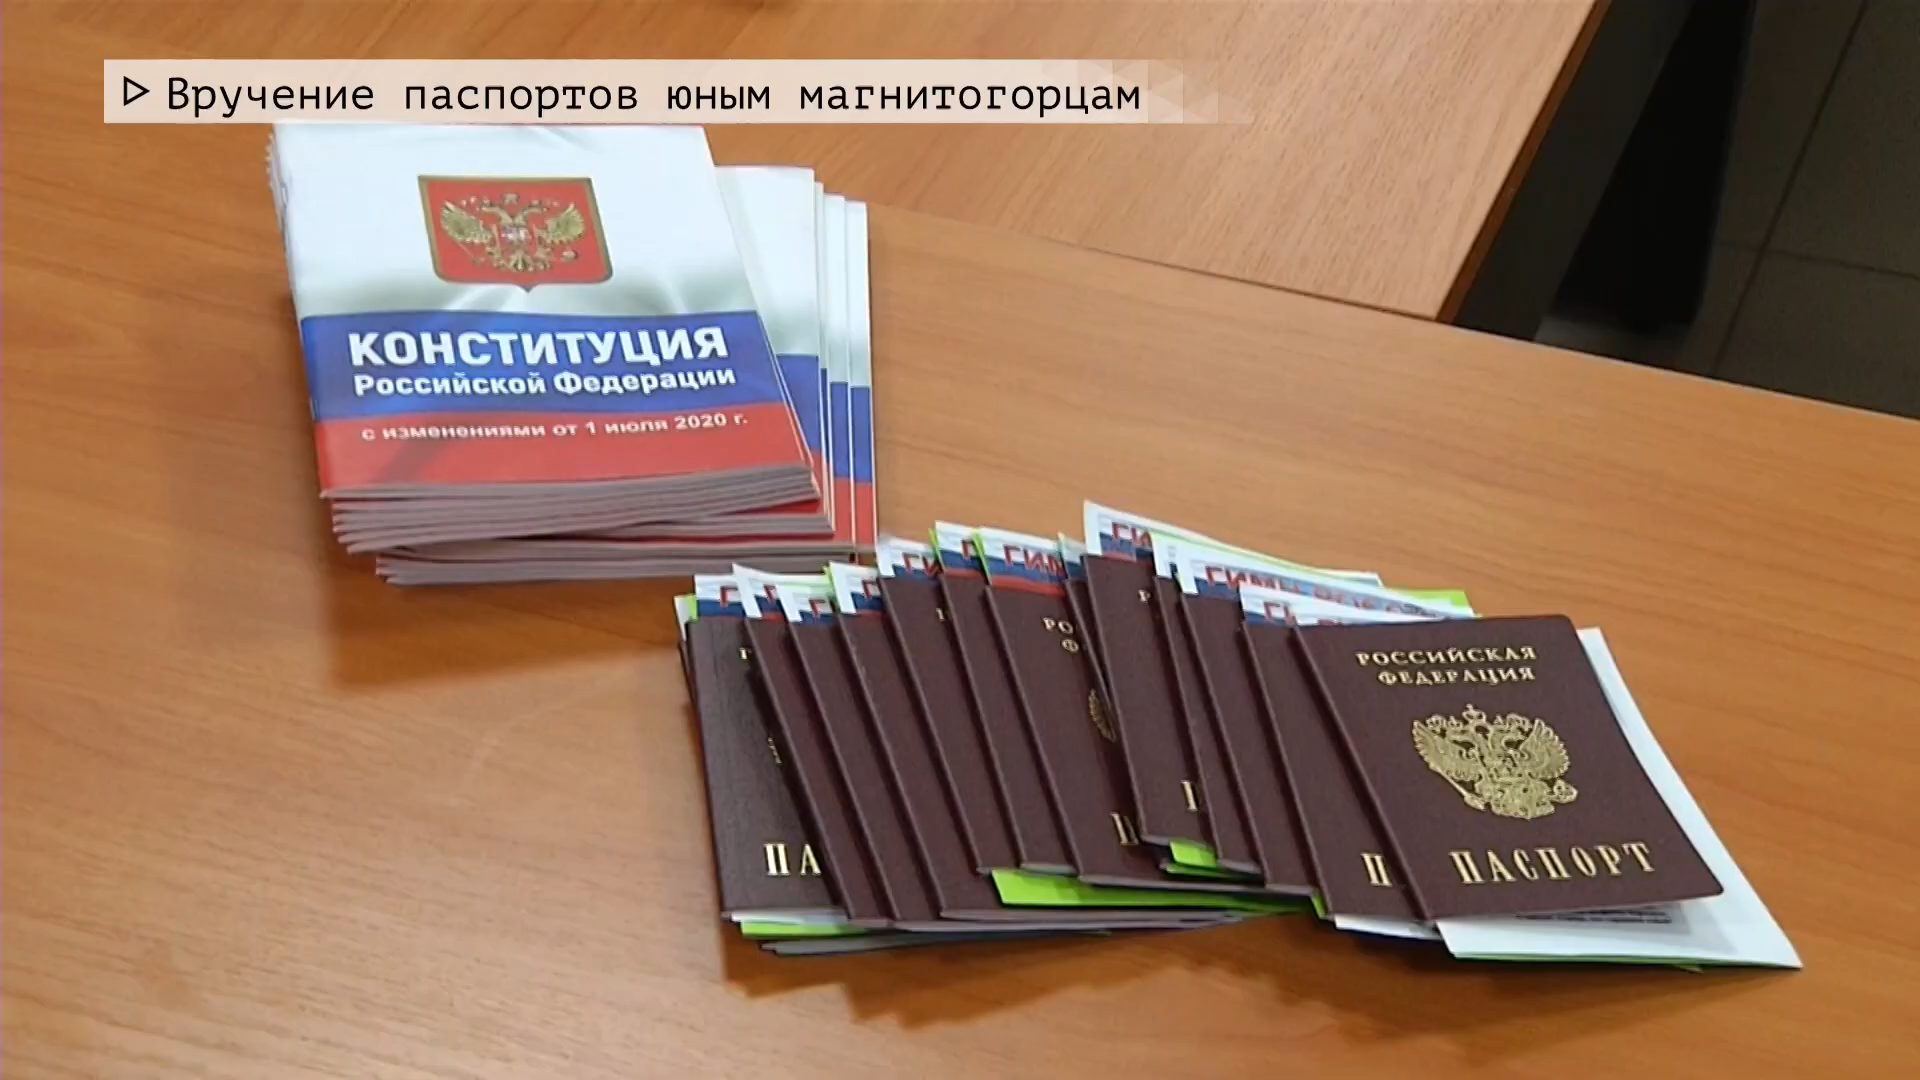 Вручение паспортов юным магнитогорцам
КОНСТИТУЦИЯ
Российской Федерации
с изменениями от 1 июля 2020 г.
РОССИЙСКАЯ
ФЕДЕРАЦИЯ
ПАСПОРТ